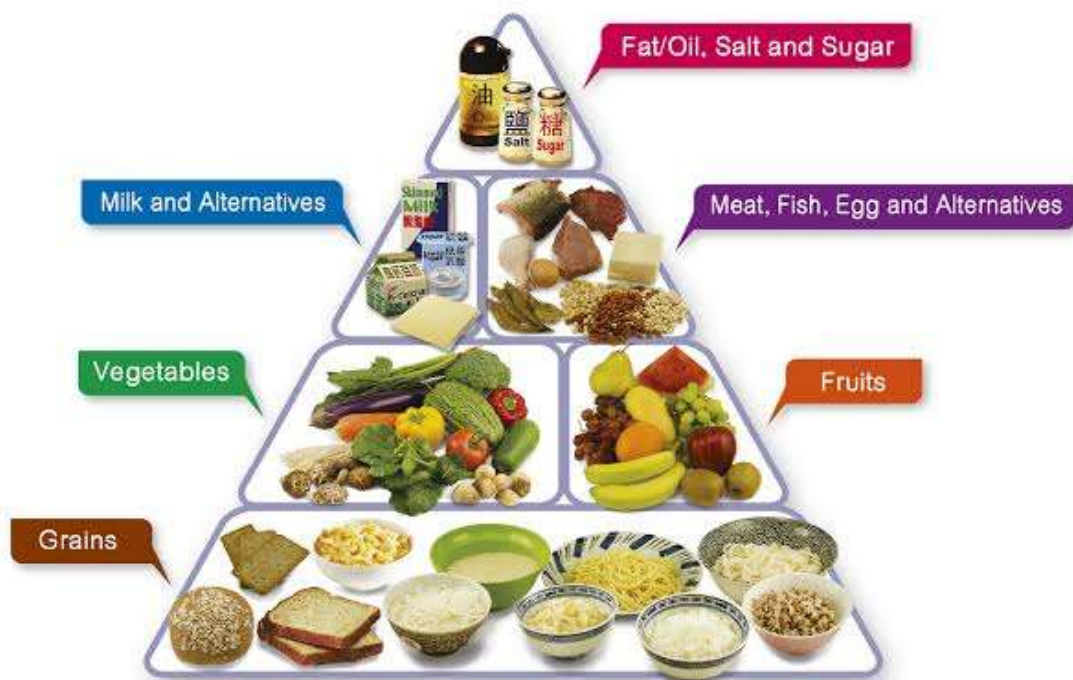 Fat/Oil, Salt and Sugar
油
鹽
Salt
糖
Sugar
Milk and Alternatives
Meat, Fish, Egg and Alternatives
Skimmed
Milk
Vegetables
Fruits
Grains